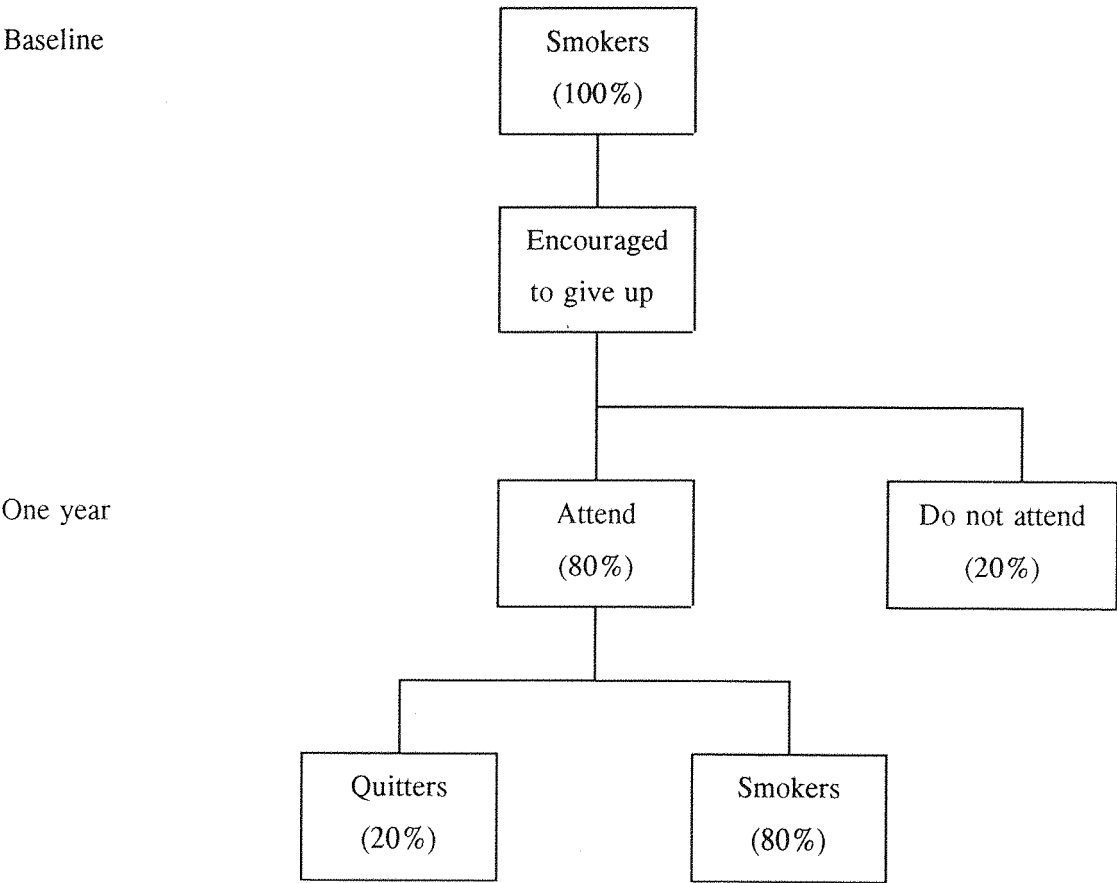 Baseline
Smokers
(100%)
Encouraged
to give up
One year
Attend
(80%)
Do not attend
(20%)
Quitters
(20%)
Smokers
(80%)